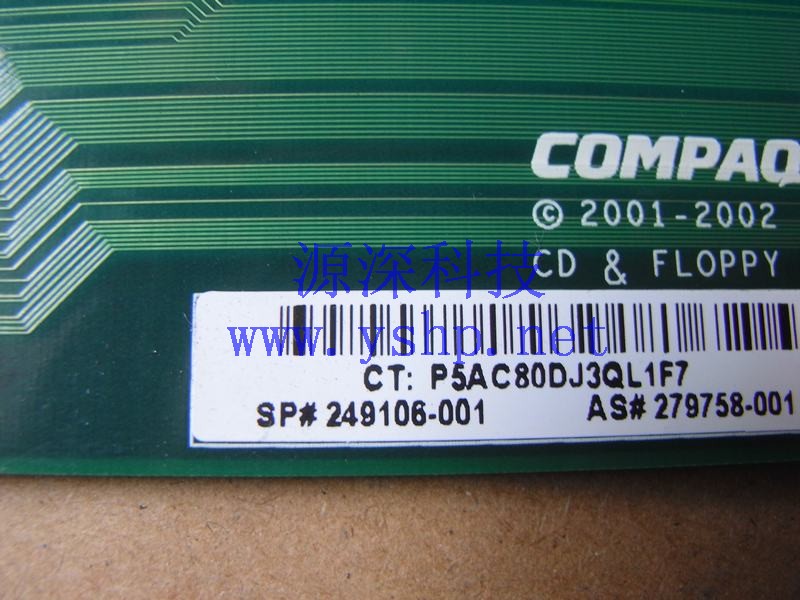 COMPAQ
© 2001-2002
CD & FLOPPY
源深科技
www.yshp.net
CT: P5AC80DJ3QL1F7
SP# 249106-001 AS# 279758-001